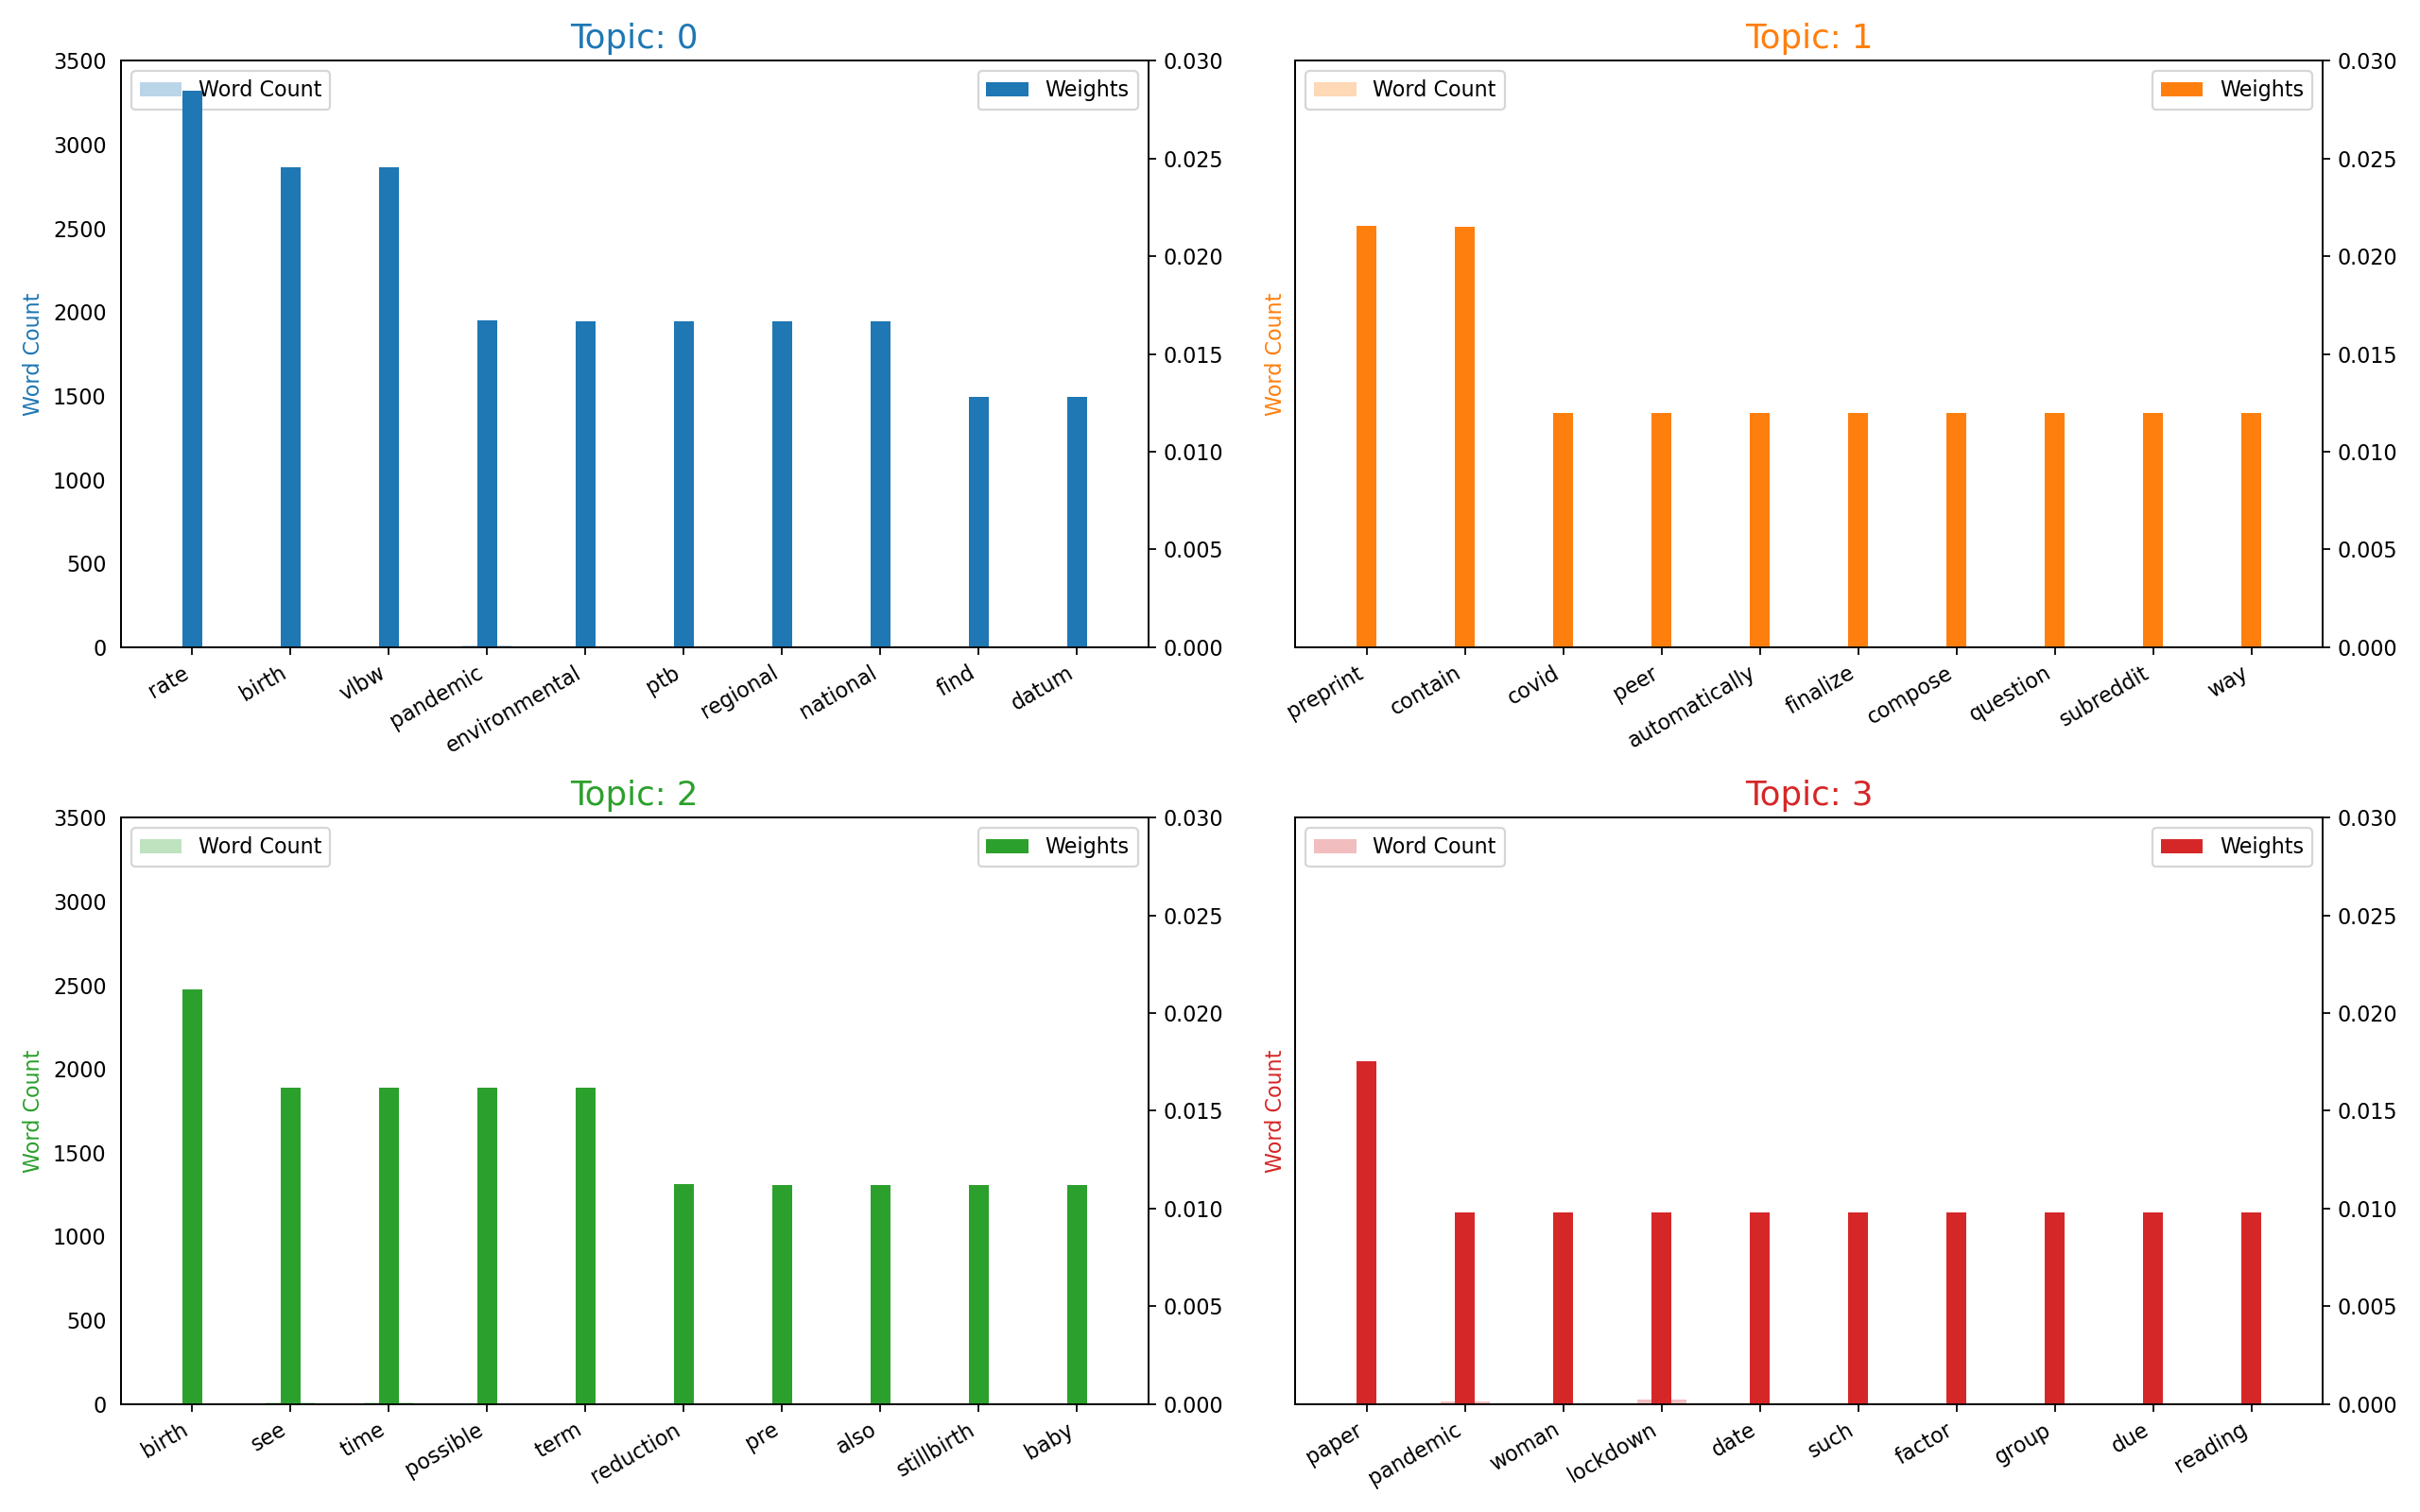 Topic: 0
Word Count
Weights
3500
3000
2500
2000
1500
1000
500
0
Word Count
0.030
0.025
0.020
0.015
0.010
0.005
0.000
rate birth vlbw pandemic environmental ptb regional national find datum
Topic: 1
Word Count
Weights
Word Count
0.030
0.025
0.020
0.015
0.010
0.005
0.000
preprint contain covid peer automatically finalize compose question subreddit way
Topic: 2
Word Count
Weights
3500
3000
2500
2000
1500
1000
500
0
Word Count
0.030
0.025
0.020
0.015
0.010
0.005
0.000
birth see time possible term reduction pre also stillbirth baby
Topic: 3
Word Count
Weights
Word Count
0.030
0.025
0.020
0.015
0.010
0.005
0.000
paper pandemic woman lockdown date such factor group due reading